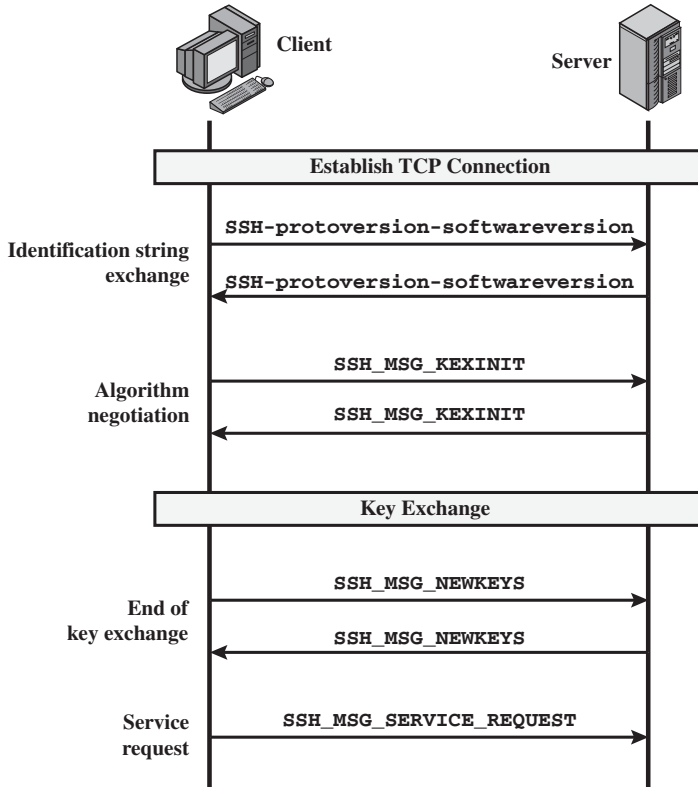 Client
Server
Establish TCP Connection
SSH-protoversion-softwareversion
Identification string
exchange
SSH-protoversion-softwareversion
SSH_MSG_KEXINIT
Algorithm
negotiation
SSH_MSG_KEXINIT
Key Exchange
SSH_MSG_NEWKEYS
End of
key exchange
SSH_MSG_NEWKEYS
SSH_MSG_SERVICE_REQUEST
Service
request